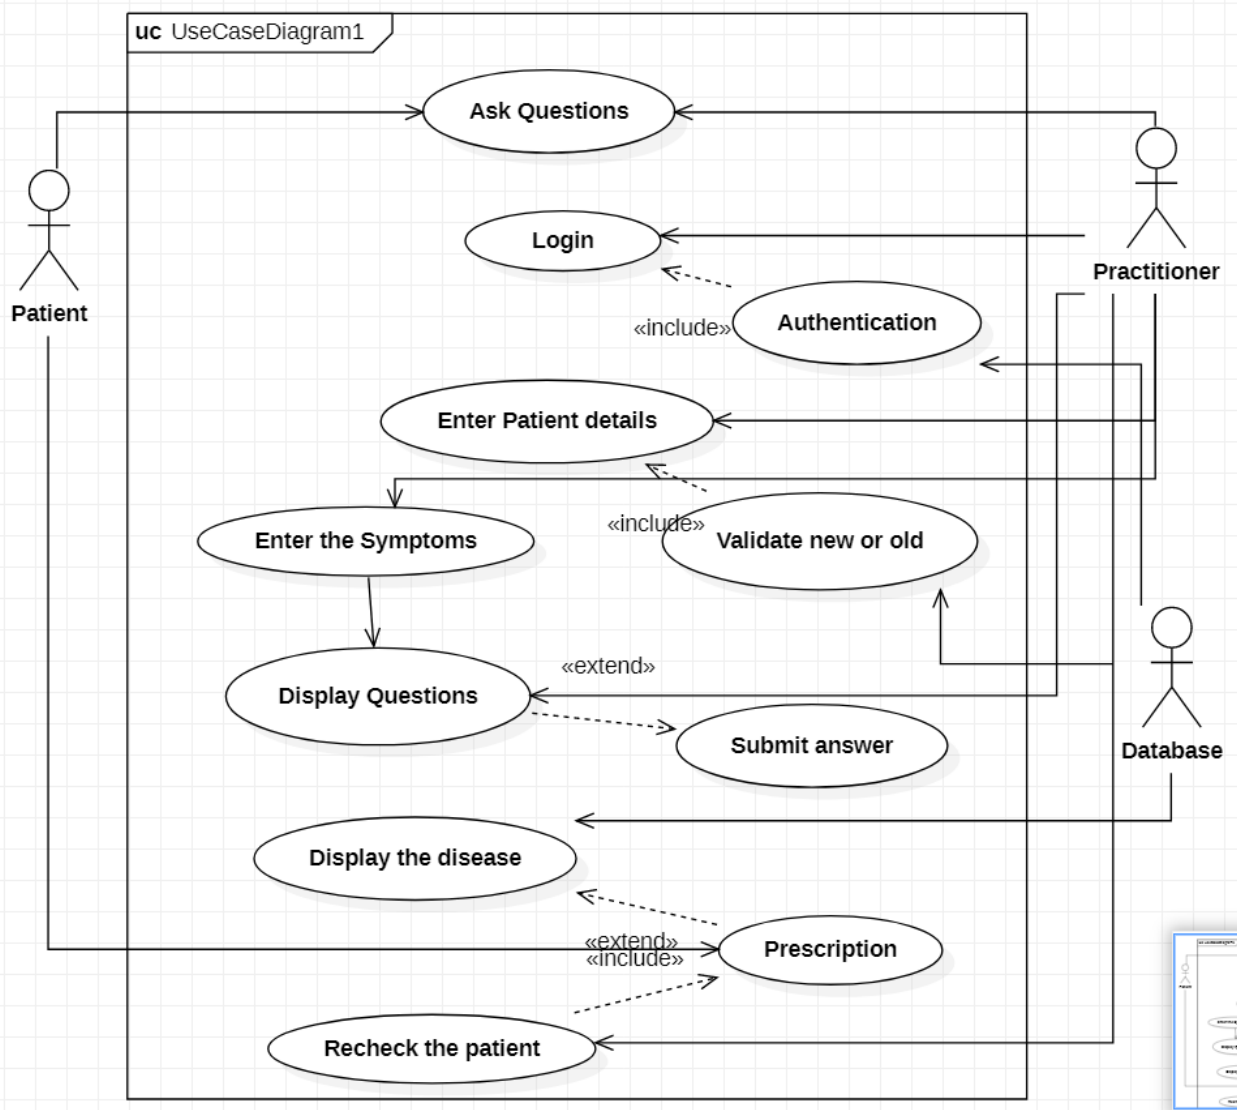 uc UseCaseDiagram1
Ask Questions
Login
Practitioner
Patient
Authentication
«include»
Enter Patient details
«include»
Enter the Symptoms
Validate new or old
«extend»
Display Questions
Submit answer
Database
Display the disease
«extend»
«include»
Prescription
Recheck the patient